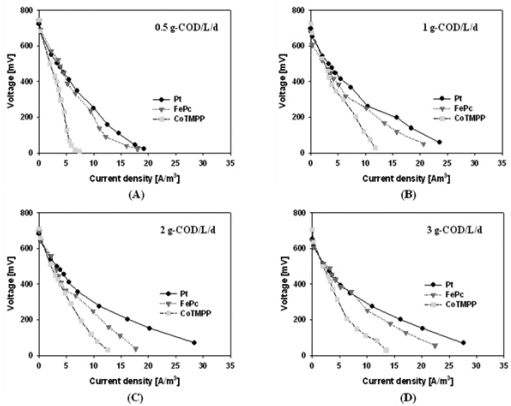 0.5 g-COD/L/d
800
600
400
200
0
Voltage [mV]
Pt
FePc
CoTMPP
0 5 10 15 20 25 30 35
Current density [A/m³]
(A)
1 g-COD/L/d
800
600
400
200
0
Voltage [mV]
Pt
FePc
CoTMPP
0 5 10 15 20 25 30 35
Current density [Am³]
(B)
2 g-COD/L/d
800
600
400
200
0
Voltage [mV]
Pt
FePc
CoTMPP
0 5 10 15 20 25 30 35
Current density [A/m³]
(C)
3 g-COD/L/d
800
600
400
200
0
Voltage [mV]
Pt
FePc
CoTMPP
0 5 10 15 20 25 30 35
Current density [A/m³]
(D)